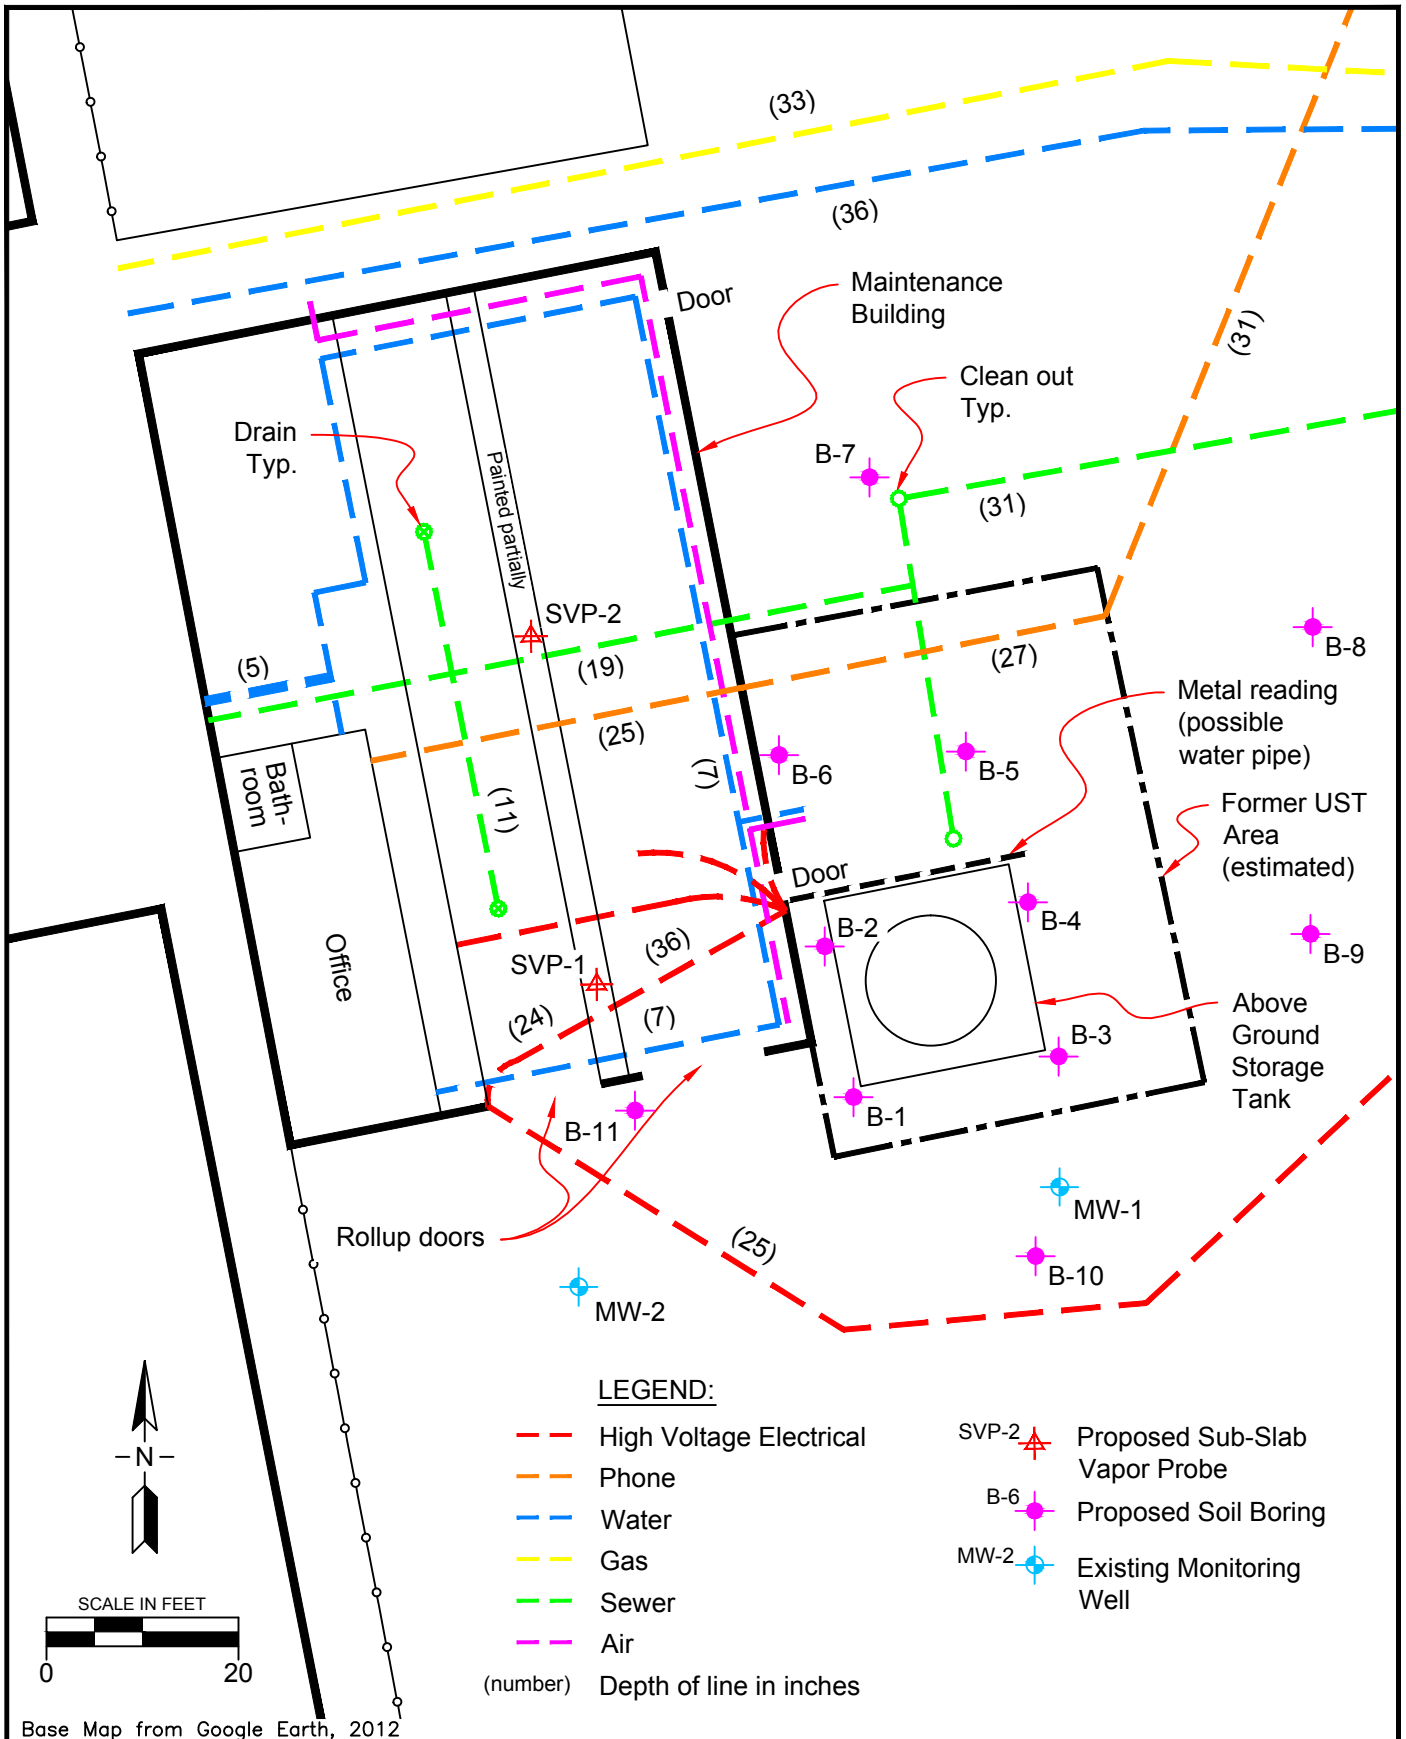 (33)
(36)
Door
Maintenance
Building
(31)
Clean out
Typ.
Drain
Typ.
B-7
Painted partially
(31)
SVP-2
B-8
(5)
(19)
(27)
(25)
Metal reading
(possible
water pipe)
B-6
B-5
(7)
Bath-
room
(11)
Former UST
Area
(estimated)
Door
B-4
B-2
B-9
Office
(36)
SVP-1
(24)
(7)
Above
Ground
Storage
Tank
B-3
B-1
B-11
MW-1
Rollup doors
(25)
B-10
MW-2
LEGEND:
High Voltage Electrical
Phone
Water
Gas
Sewer
Air
(number) Depth of line in inches
SVP-2 Proposed Sub-Slab
Vapor Probe
B-6 Proposed Soil Boring
MW-2 Existing Monitoring
Well
N
SCALE IN FEET
0 20
Base Map from Google Earth, 2012